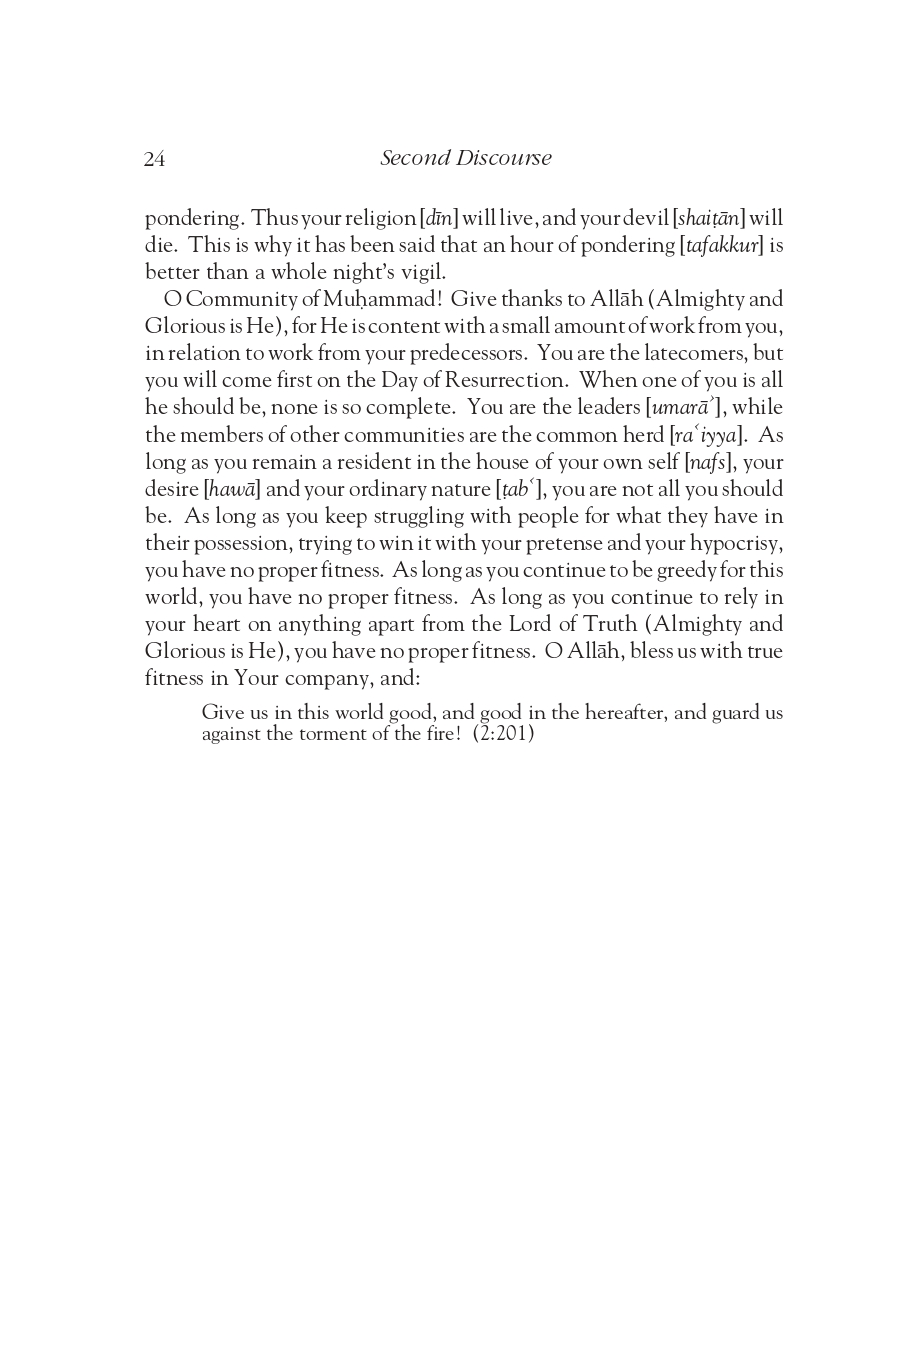 24 Second Discourse
pondering. Thus your religion [dīn] will live, and your devil [shaiṭān] will
die. This is why it has been said that an hour of pondering [tafakkur] is
better than a whole night’s vigil.
O Community of Muḥammad! Give thanks to Allāh (Almighty and
Glorious is He), for He is content with a small amount of work from you,
in relation to work from your predecessors. You are the latecomers, but
you will come first on the Day of Resurrection. When one of you is all
he should be, none is so complete. You are the leaders [umarāʾ], while
the members of other communities are the common herd [raʿiyya]. As
long as you remain a resident in the house of your own self [nafs], your
desire [hawā] and your ordinary nature [ṭabʿ], you are not all you should
be. As long as you keep struggling with people for what they have in
their possession, trying to win it with your pretense and your hypocrisy,
you have no proper fitness. As long as you continue to be greedy for this
world, you have no proper fitness. As long as you continue to rely in
your heart on anything apart from the Lord of Truth (Almighty and
Glorious is He), you have no proper fitness. O Allāh, bless us with true
fitness in Your company, and:
Give us in this world good, and good in the hereafter, and guard us
against the torment of the fire! (2:201)